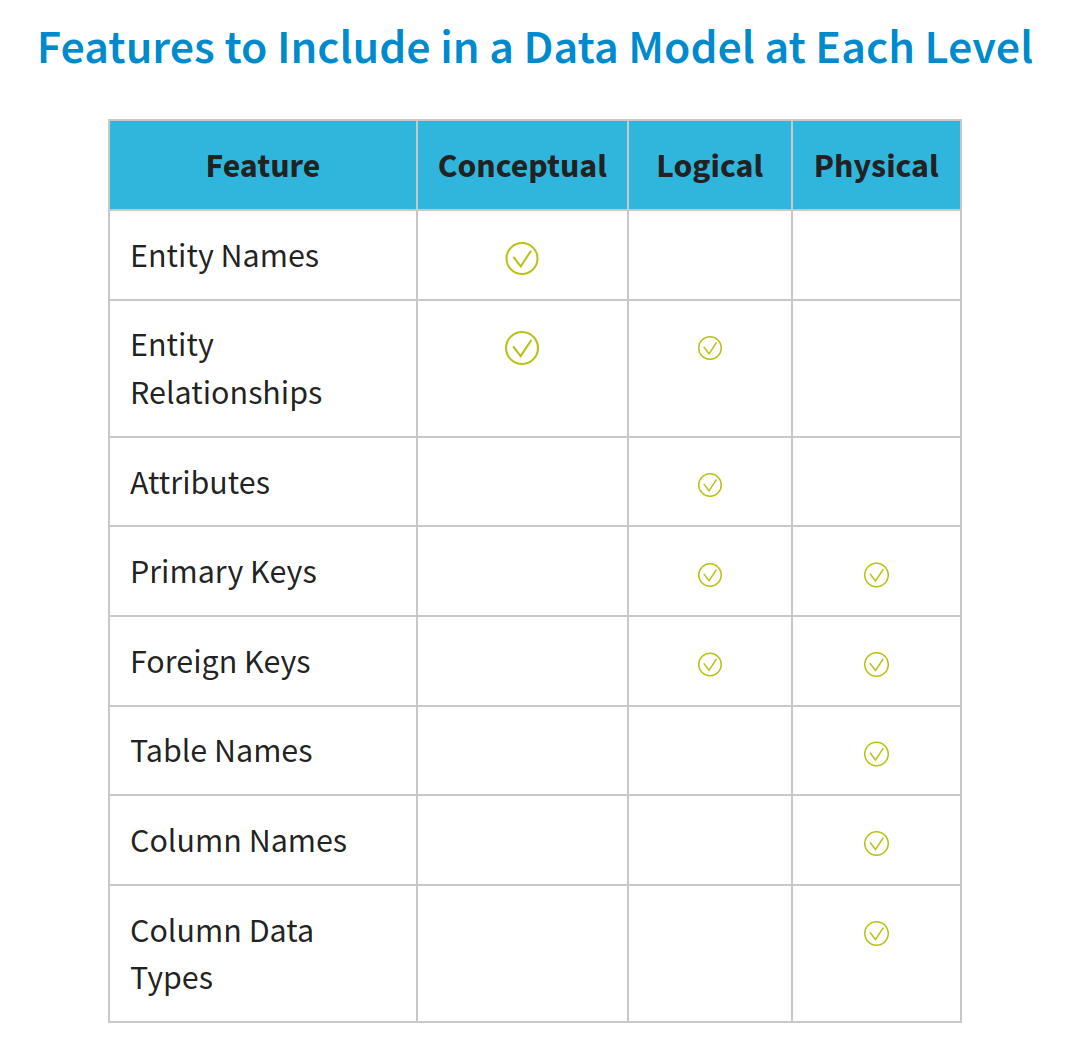 Features to Include in a Data Model at Each Level
Feature Conceptual Logical Physical
Entity Names
Entity
Relationships
Attributes
Primary Keys
Foreign Keys
Table Names
Column Names
Column Data
Types